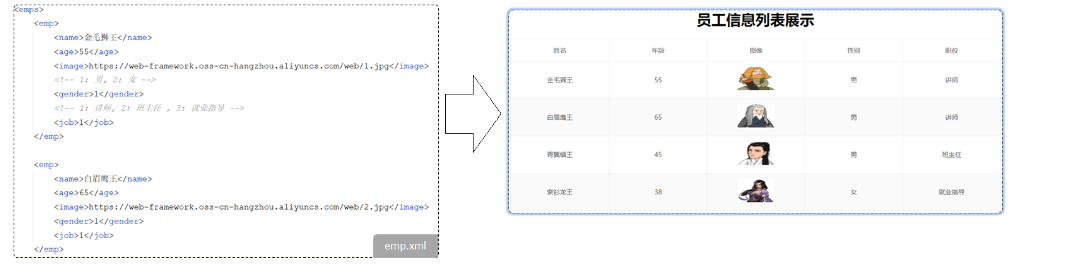 <emps>
<emp>
<name>金毛狮王</name>
<age>55</age>
<image>https://web-framework.oss-cn-hangzhou.aliyuncs.com/web/1.jpg</image>
<!-- 1: 男, 2: 女 -->
<gender>1</gender>
<!-- 1: 讲师, 2: 班主任 , 3: 就业指导 -->
<job>1</job>
</emp>
<emp>
<name>白眉鹰王</name>
<age>65</age>
<image>https://web-framework.oss-cn-hangzhou.aliyuncs.com/web/2.jpg</image>
<gender>1</gender>
<job>1</job>
</emp>
emp.xml
员工信息列表展示
姓名 年龄 图像 性别 职位
金毛狮王 55 男 讲师
白眉鹰王 65 男 讲师
青翼蝠王 45 男 班主任
紫衫龙王 38 女 就业指导